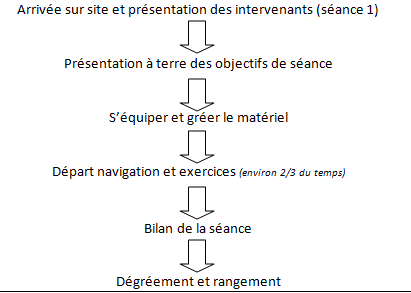 Arrivée sur site et présentation des intervenants (séance 1)
Présentation à terre des objectifs de séance
S’équiper et gréer le matériel
Départ navigation et exercices (environ 2/3 du temps)
Bilan de la séance
Dégréement et rangement